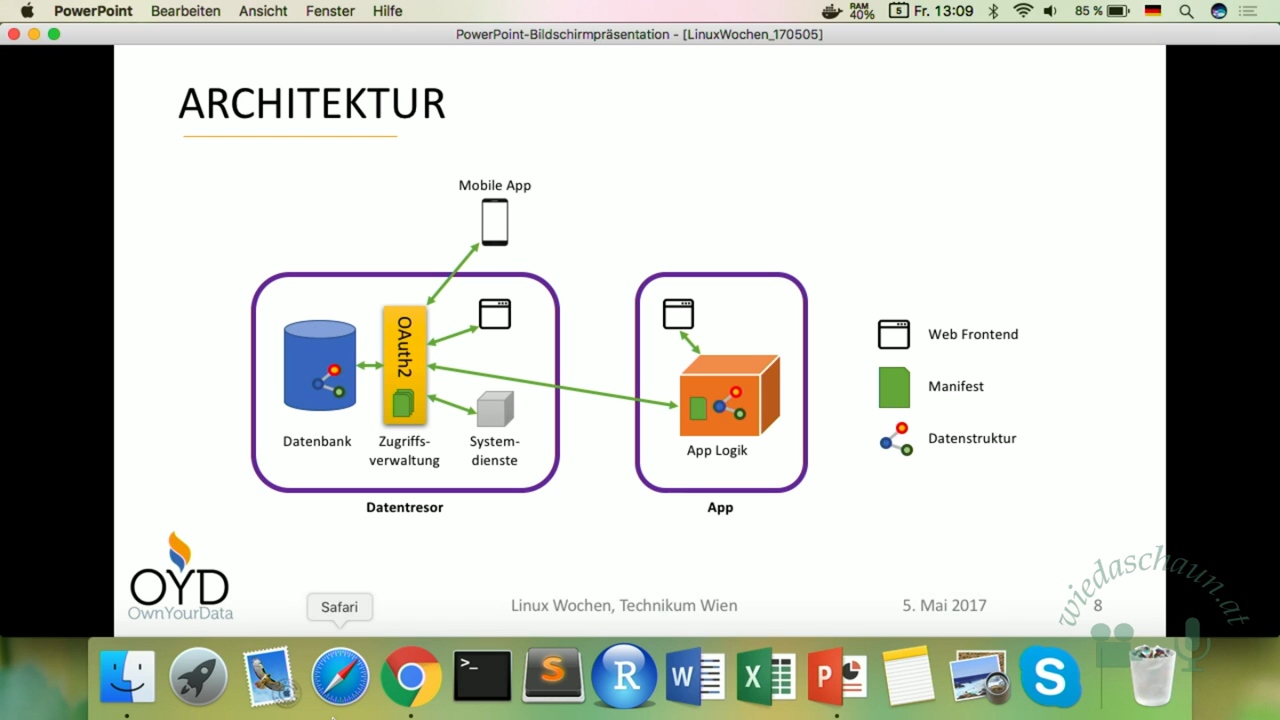 PowerPoint Bearbeiten Ansicht Fenster Hilfe RAM 40% 5 Fr. 13:09 85 %
PowerPoint-Bildschirmpräsentation - [LinuxWochen_170505]
ARCHITEKTUR
Mobile App
OAuth2
Datenbank
Zugriffs-
verwaltung
System-
dienste
Datentresor
App Logik
App
Web Frontend
Manifest
Datenstruktur
OYD
OwnYourData
Safari
Linux Wochen, Technikum Wien
5. Mai 2017
8
wiedaschaun.at
>_
S
R
W
X
P
S